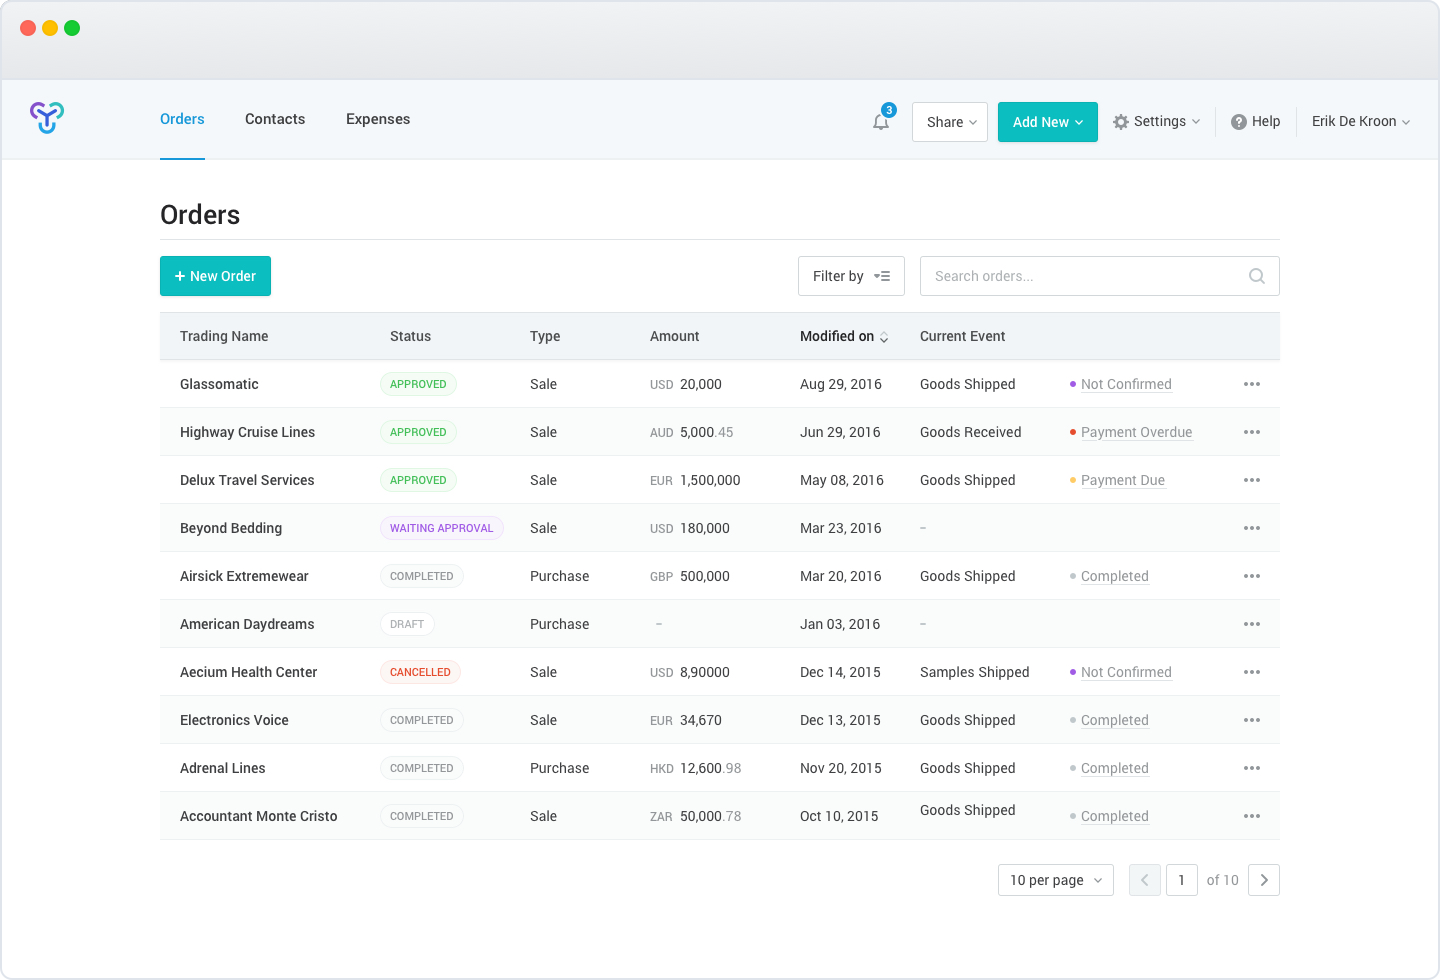 Orders Contacts Expenses 3 Share Add New Settings ? Help Erik De Kroon
Orders
+ New Order Filter by Search orders...
Trading Name Status Type Amount Modified on Current Event
Glassomatic APPROVED Sale USD 20,000 Aug 29, 2016 Goods Shipped Not Confirmed
Highway Cruise Lines APPROVED Sale AUD 5,000.45 Jun 29, 2016 Goods Received Payment Overdue
Delux Travel Services APPROVED Sale EUR 1,500,000 May 08, 2016 Goods Shipped Payment Due
Beyond Bedding WAITING APPROVAL Sale USD 180,000 Mar 23, 2016 –
Airsick Extremewear COMPLETED Purchase GBP 500,000 Mar 20, 2016 Goods Shipped Completed
American Daydreams DRAFT Purchase – Jan 03, 2016 –
Aecium Health Center CANCELLED Sale USD 8,90000 Dec 14, 2015 Samples Shipped Not Confirmed
Electronics Voice COMPLETED Sale EUR 34,670 Dec 13, 2015 Goods Shipped Completed
Adrenal Lines COMPLETED Purchase HKD 12,600.98 Nov 20, 2015 Goods Shipped Completed
Accountant Monte Cristo COMPLETED Sale ZAR 50,000.78 Oct 10, 2015 Goods Shipped Completed
10 per page 1 of 10